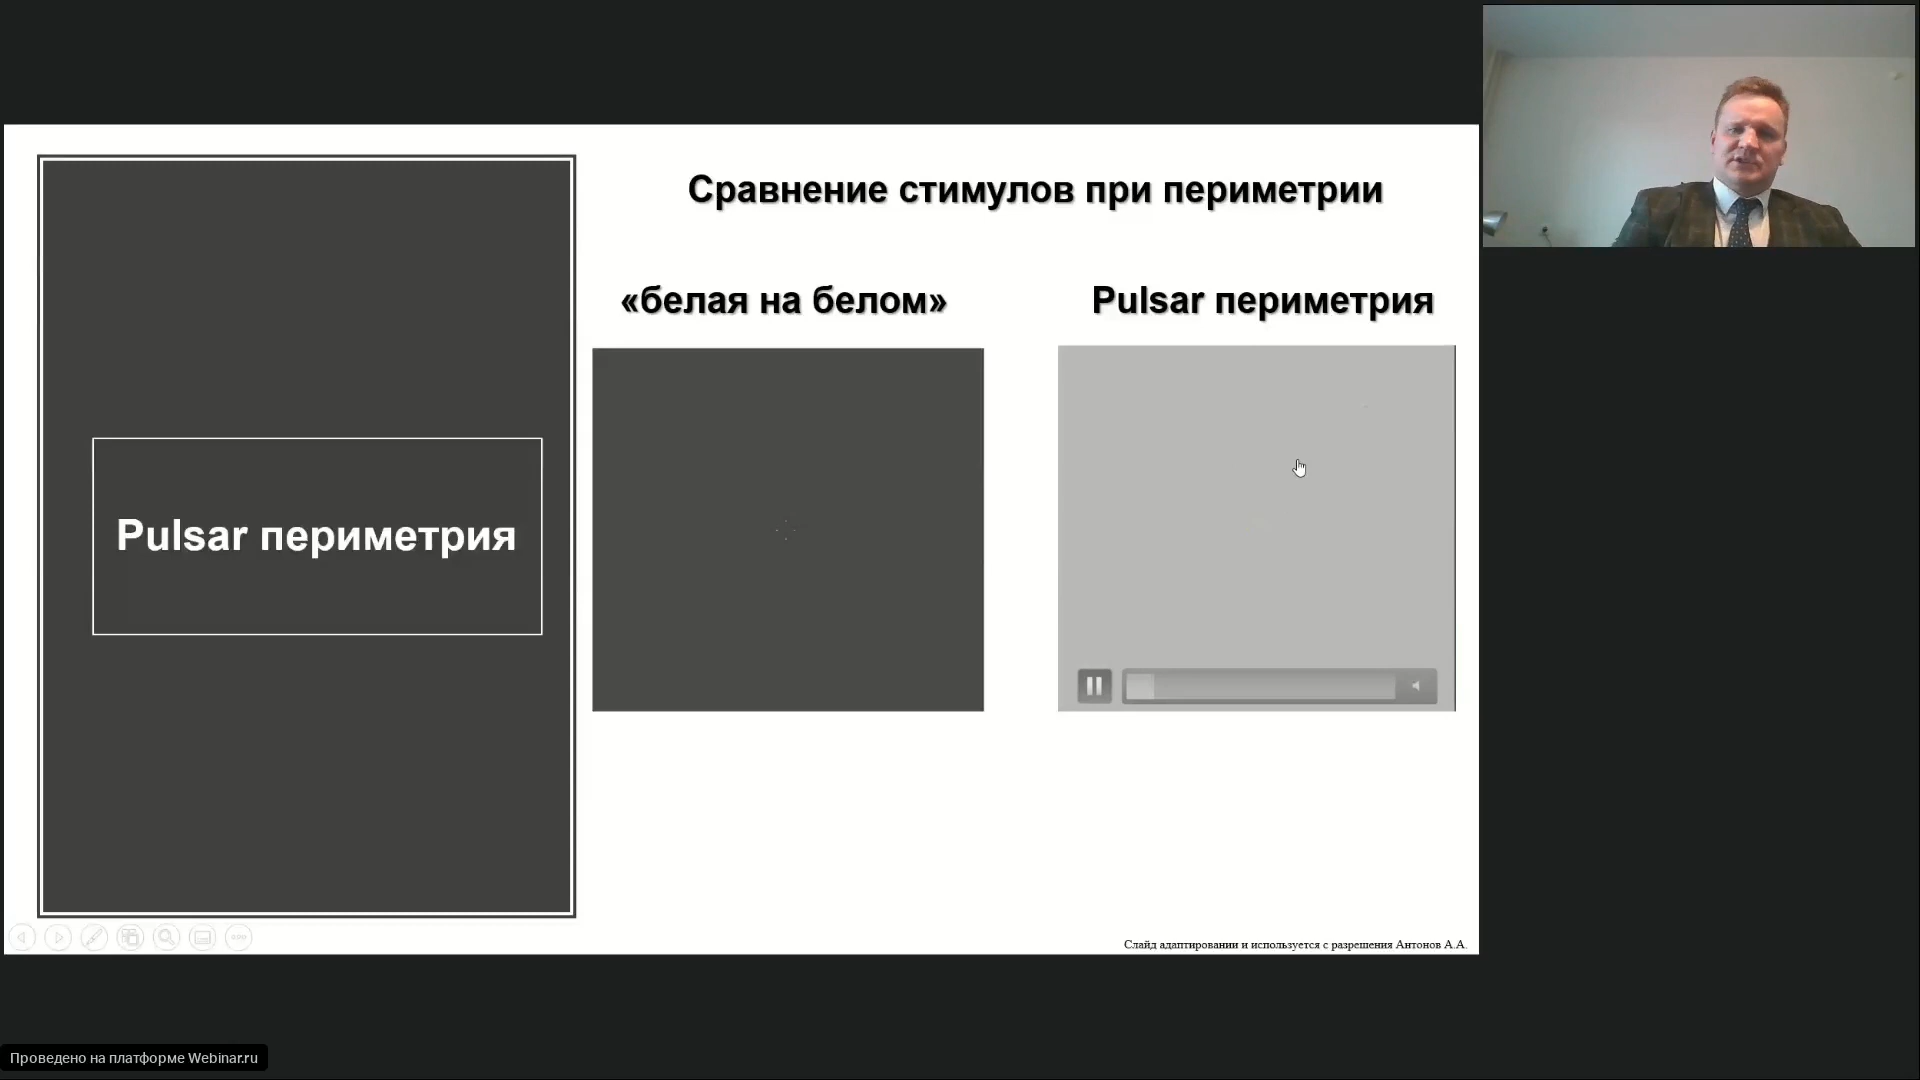 Сравнение стимулов при периметрии
«белая на белом»
Pulsar периметрия
Pulsar периметрия
Слайд адаптировании и используется с разрешения Антонов А.А.
Проведено на платформе Webinar.ru